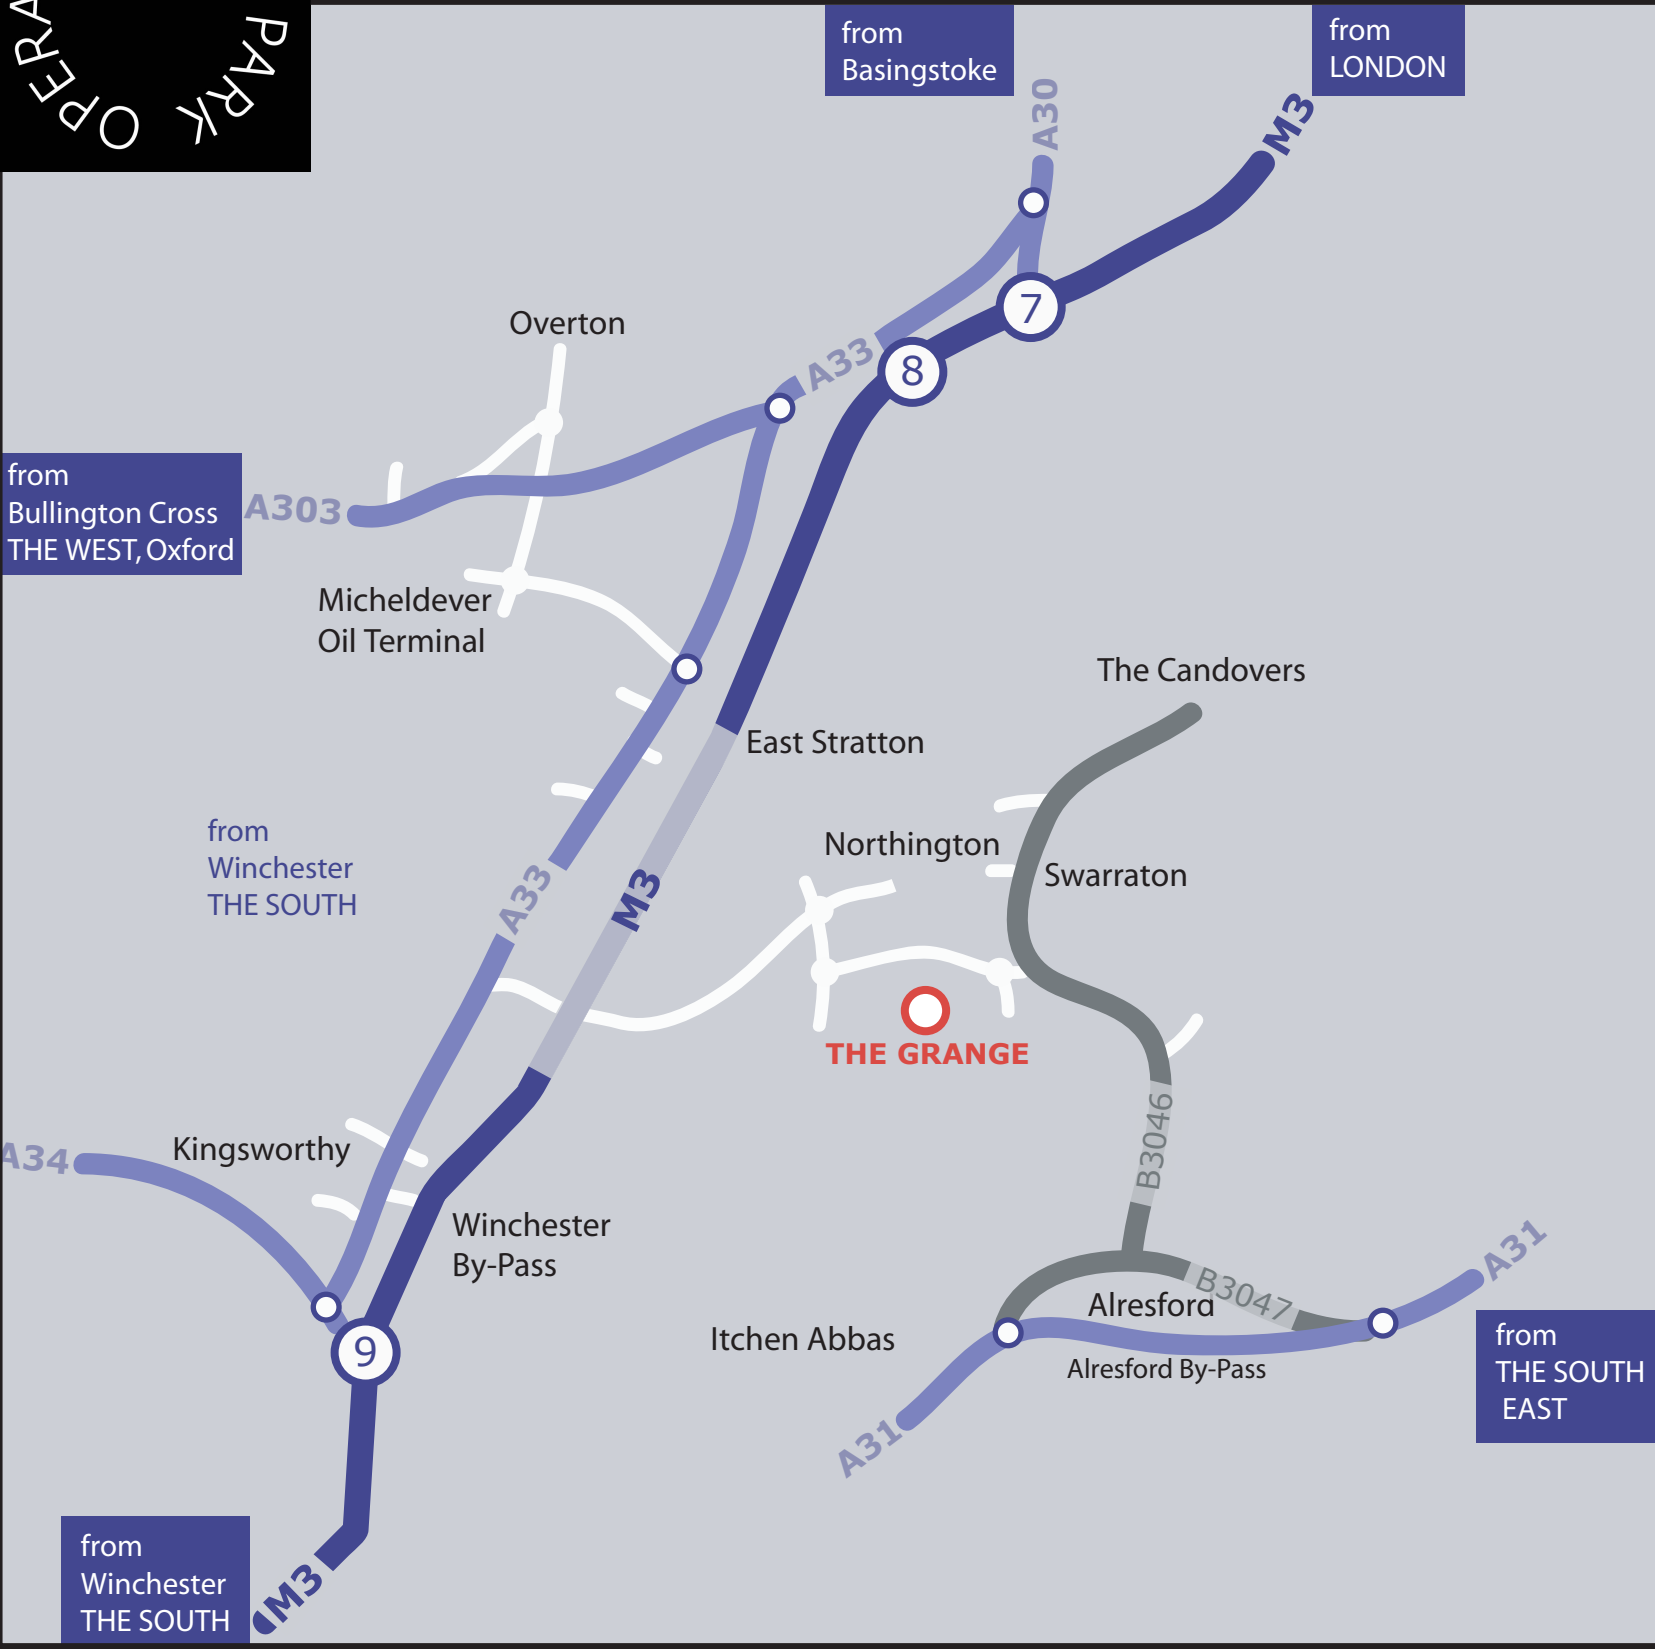 OPERA
PARK
from
Basingstoke
from
LONDON
A30
M3
7
Overton
A33
8
from
Bullington Cross
THE WEST, Oxford
A303
Micheldever
Oil Terminal
The Candovers
East Stratton
from
Winchester
THE SOUTH
Northington
Swarraton
A33
M3
THE GRANGE
B3046
A34
Kingsworthy
Winchester
By-Pass
A31
B3047
Alresford
Itchen Abbas
Alresford By-Pass
9
from
THE SOUTH
EAST
A31
from
Winchester
THE SOUTH
M3